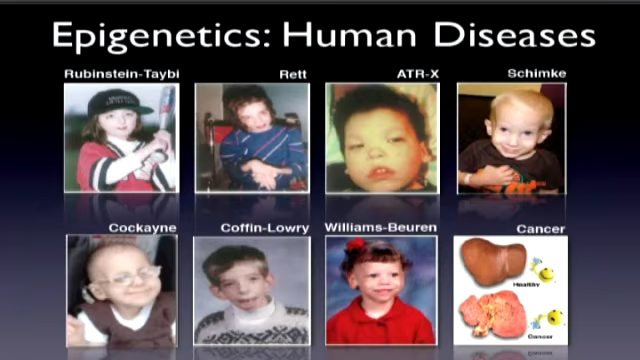 Epigenetics: Human Diseases
Rubinstein-Taybi Rett ATR-X Schimke
Cockayne Coffin-Lowry Williams-Beuren Cancer
Healthy
Cancer